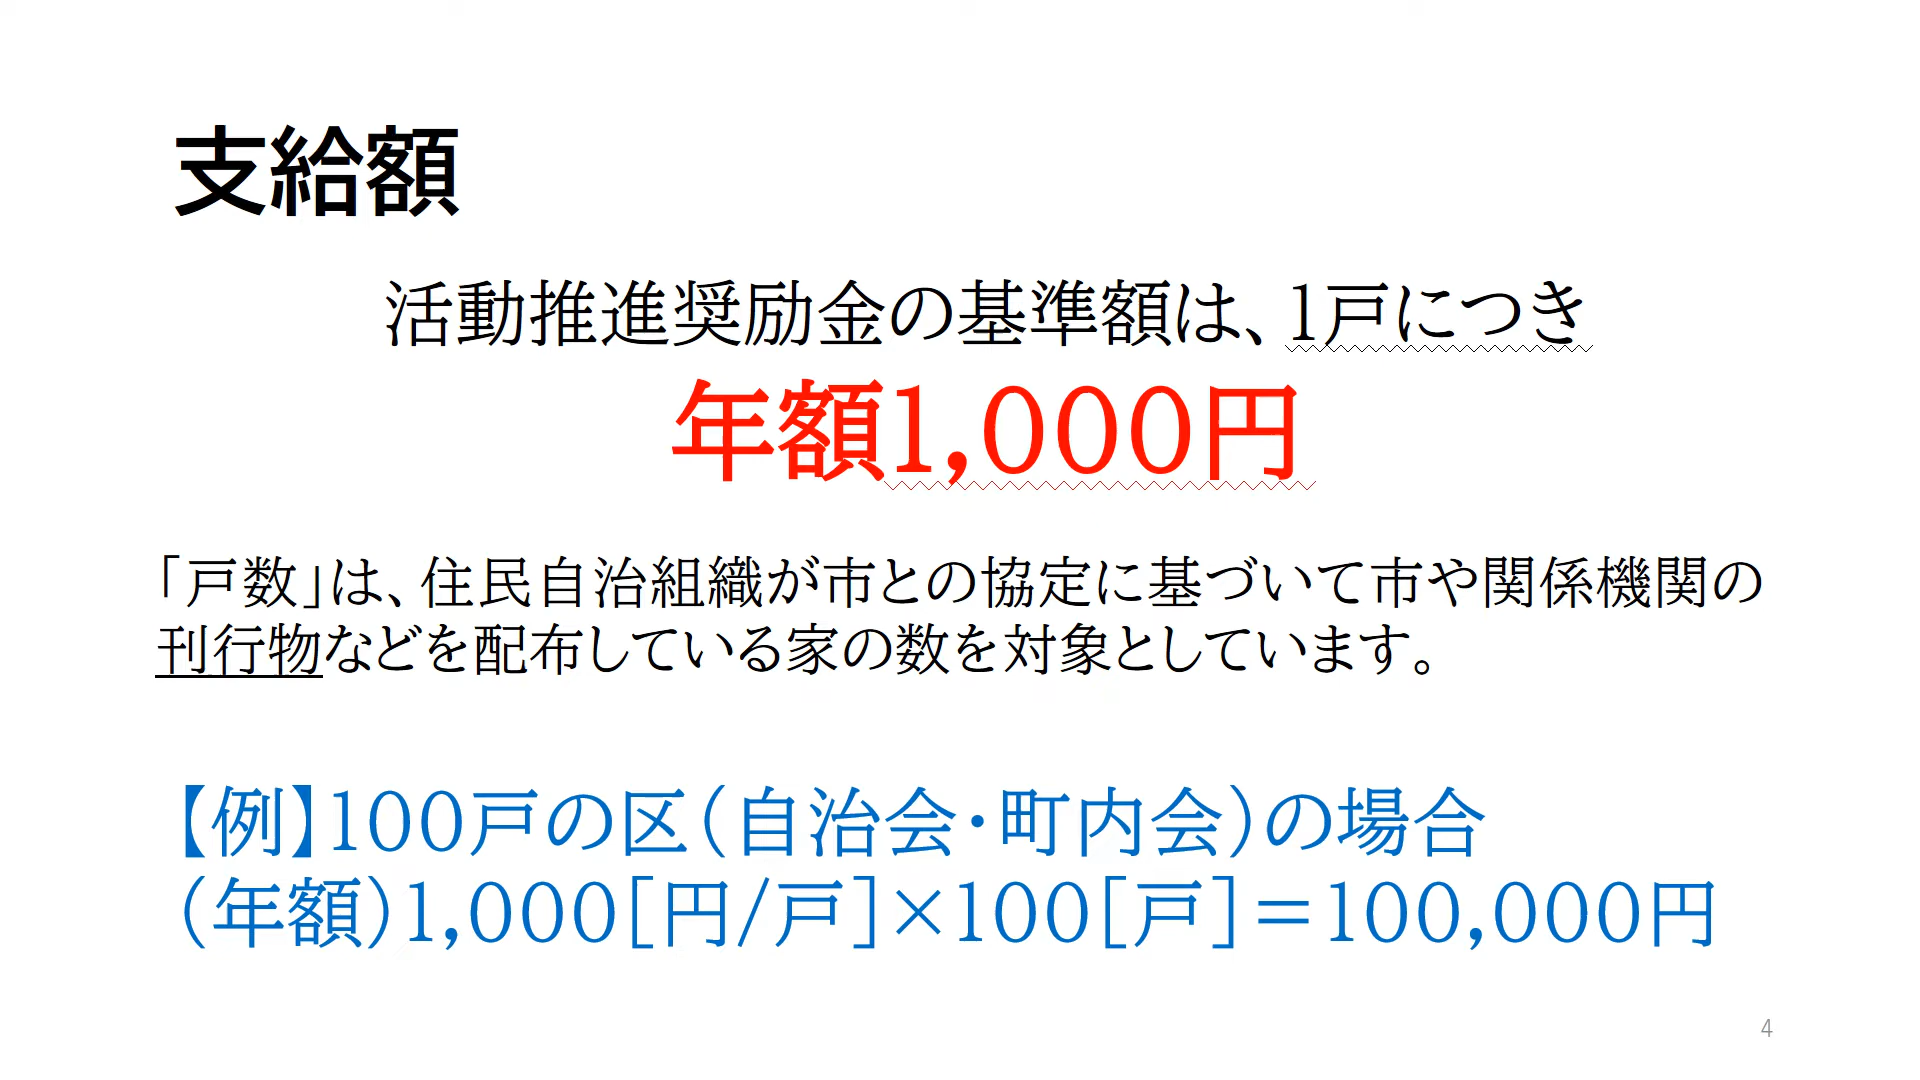 支給額
活動推進奨励金の基準額は、1戸につき
年額1,000円
「戸数」は、住民自治組織が市との協定に基づいて市や関係機関の
刊行物などを配布している家の数を対象としています。
【例】100戸の区(自治会・町内会)の場合
(年額)1,000[円/戸]×100[戸]=100,000円
4